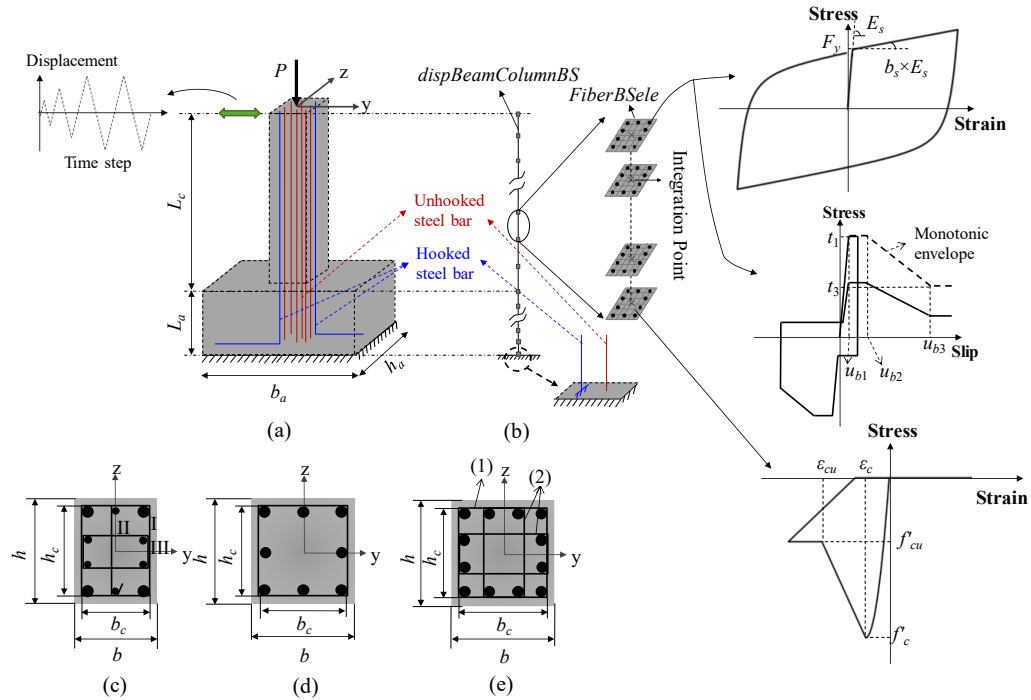 Displacement
Time step
P
z
y
L_c
L_a
b_a
h_a
(a)
Unhooked
steel bar
Hooked
steel bar
dispBeamColumnBS
(b)
FiberBSele
Integration Point
Stress
E_s
F_y
b_s×E_s
Strain
Stress
t_1
Monotonic
envelope
t_3
u_b3
Slip
u_b1
u_b2
Stress
ε_cu
ε_c
Strain
f'_cu
f'_c
z
I
II
III
y
h
h_c
b_c
b
(c)
z
y
h
h_c
b_c
b
(d)
(1)
z
(2)
y
h
h_c
b_c
b
(e)